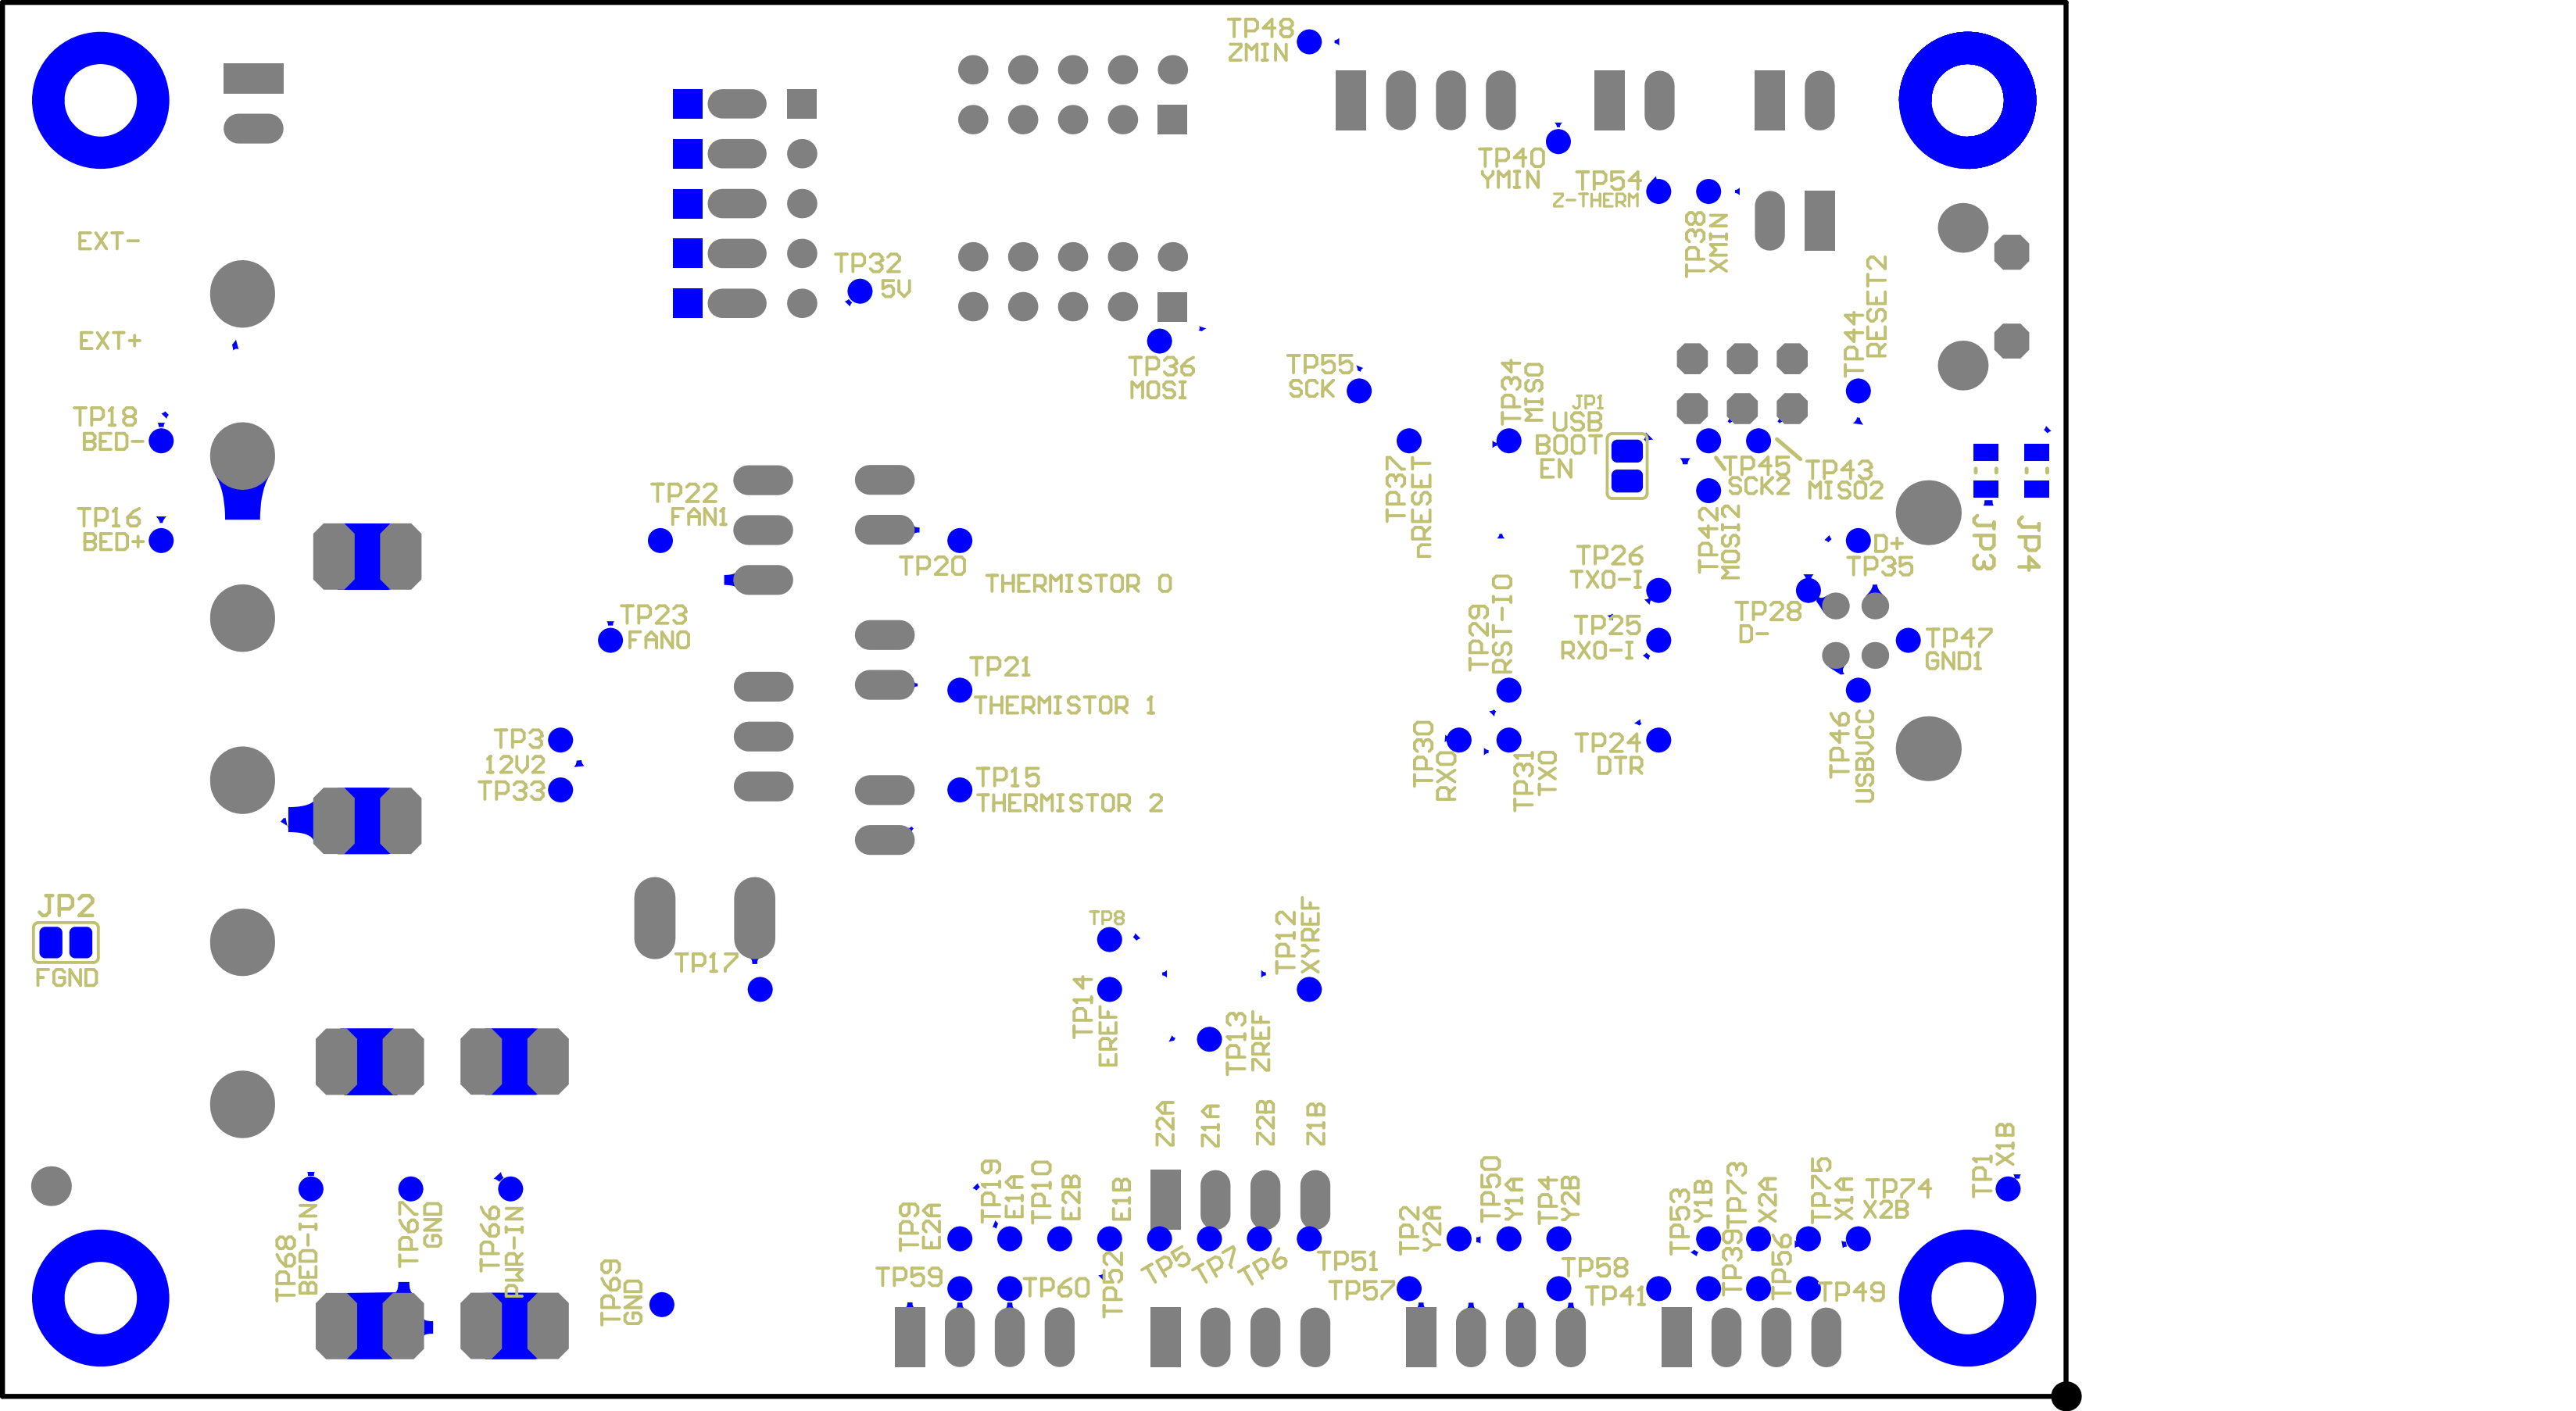 TP48
ZMIN
TP40
YMIN
TP54
Z-THERM
TP38
XMIN
EXT-
TP32
5V
EXT+
TP36
MOSI
TP55
SCK
TP34
MISO
TP44
RESET2
JP1
USB
BOOT
EN
TP18
BED-
TP37
nRESET
TP45
SCK2
TP43
MISO2
TP22
FAN1
TP16
BED+
TP20
THERMISTOR 0
TP42
MOSI2
D+
TP35
JP3
JP4
TP26
TX0-I
TP23
FAN0
TP29
RST-IO
TP25
RX0-I
TP28
D-
TP47
GND1
TP21
THERMISTOR 1
TP3
12V2
TP33
TP15
THERMISTOR 2
TP30
RX0
TP31
TX0
TP24
DTR
TP46
USBVCC
JP2
FGND
TP17
TP8
TP14
EREF
TP12
XYREF
TP13
ZREF
Z2A
Z1A
Z2B
Z1B
TP1
X1B
TP68
BED-IN
TP67
GND
TP66
PWR-IN
TP69
GND
TP9
E2A
TP19
E1A
TP10
E2B
E1B
TP52
TP5
TP7
TP6
TP51
TP59
TP60
TP2
Y2A
TP50
Y1A
TP4
Y2B
TP57
TP58
TP41
TP53
Y1B
TP73
X2A
TP75
X1A
TP74
X2B
TP39
TP56
TP49